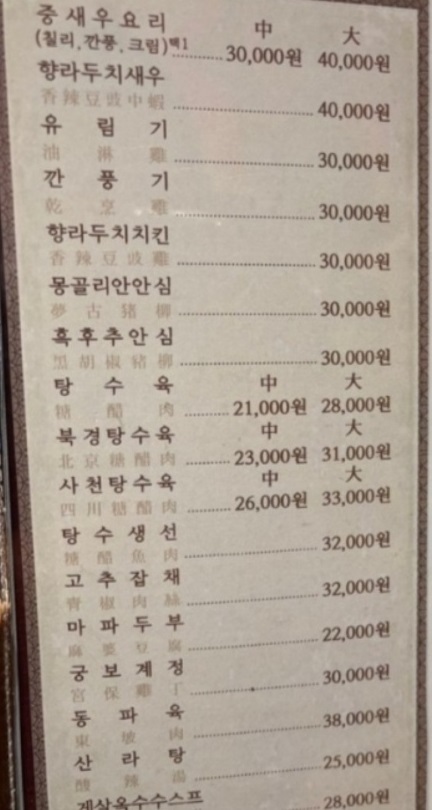 중새우요리 中 大
(칠리,깐풍,크림)택1 30,000원 40,000원
향라두치새우
香辣豆豉中蝦 40,000원
유림기
油淋雞 30,000원
깐풍기
乾烹雞 30,000원
향라두치치킨
香辣豆豉雞 30,000원
몽골리안안심
夢古猪柳 30,000원
흑후추안심
黑胡椒猪柳 30,000원
탕수육 中 大
糖醋肉 21,000원 28,000원
북경탕수육 中 大
北京糖醋肉 23,000원 31,000원
사천탕수육 中 大
四川糖醋肉 26,000원 33,000원
탕수생선
糖醋魚肉 32,000원
고추잡채
青椒肉絲 32,000원
마파두부
麻婆豆腐 22,000원
궁보계정
宮保雞丁 30,000원
동파육
東坡肉 38,000원
산라탕
酸辣湯 25,000원
게살옥수수스프 28,000원